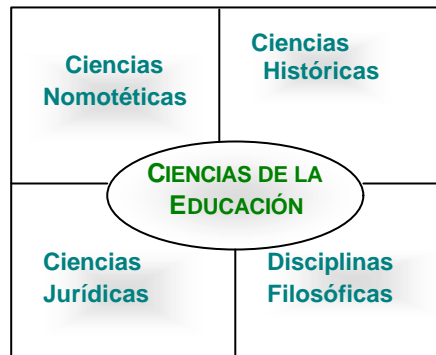 Ciencias
Nomotéticas
Ciencias
Históricas
CIENCIAS DE LA
EDUCACIÓN
Ciencias
Jurídicas
Disciplinas
Filosóficas